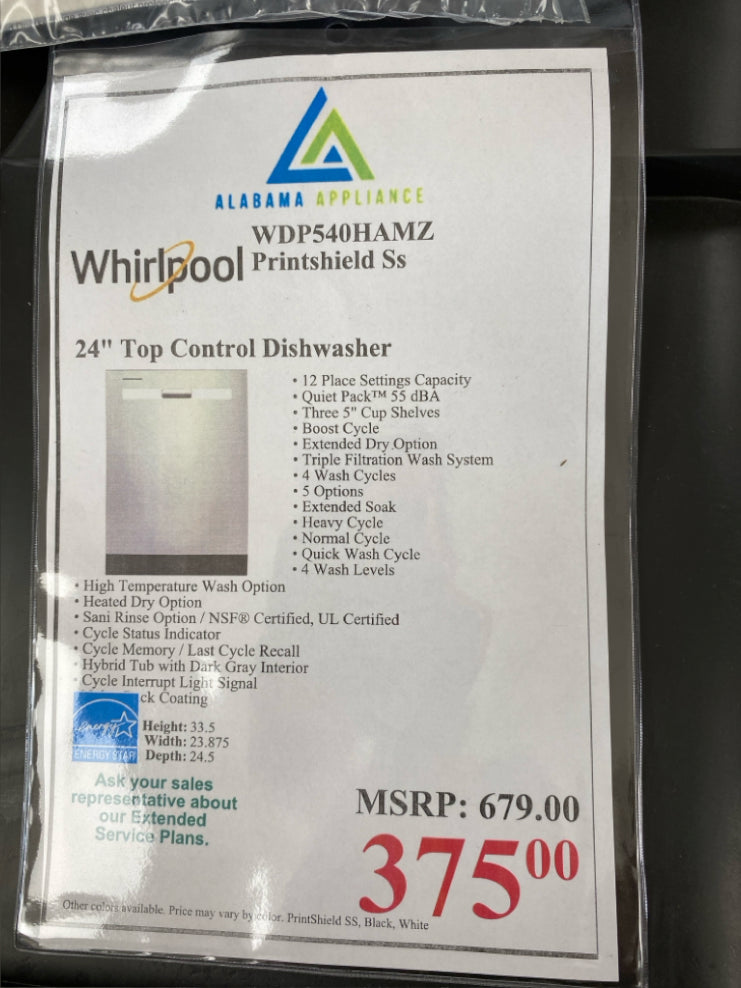 ALABAMA APPLIANCE
WDP540HAMZ
Whirlpool Printshield Ss
24" Top Control Dishwasher
• 12 Place Settings Capacity
• Quiet Pack™ 55 dBA
• Three 5" Cup Shelves
• Boost Cycle
• Extended Dry Option
• Triple Filtration Wash System
• 4 Wash Cycles
• 5 Options
• Extended Soak
• Heavy Cycle
• Normal Cycle
• Quick Wash Cycle
• 4 Wash Levels
• High Temperature Wash Option
• Heated Dry Option
• Sani Rinse Option / NSF® Certified, UL Certified
• Cycle Status Indicator
• Cycle Memory / Last Cycle Recall
• Hybrid Tub with Dark Gray Interior
• Cycle Interrupt Light Signal
ck Coating
energy
ENERGY STAR
Height: 33.5
Width: 23.875
Depth: 24.5
Ask your sales
representative about
our Extended
Service Plans.
MSRP: 679.00
37500
Other colors available. Price may vary by color. PrintShield SS, Black, White